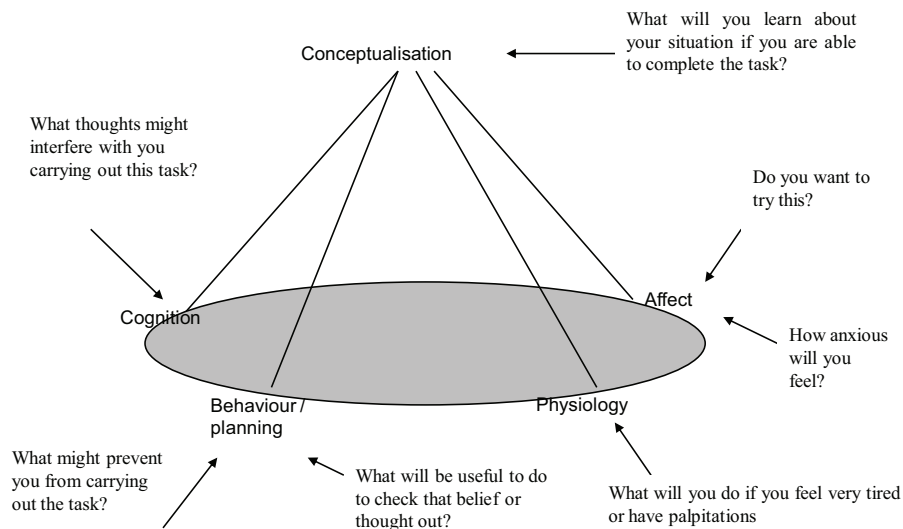 What will you learn about
your situation if you are able
to complete the task?
Conceptualisation
What thoughts might
interfere with you
carrying out this task?
Do you want to
try this?
Cognition
Affect
How anxious
will you
feel?
Behaviour /
planning
Physiology
What might prevent
you from carrying
out the task?
What will be useful to do
to check that belief or
thought out?
What will you do if you feel very tired
or have palpitations